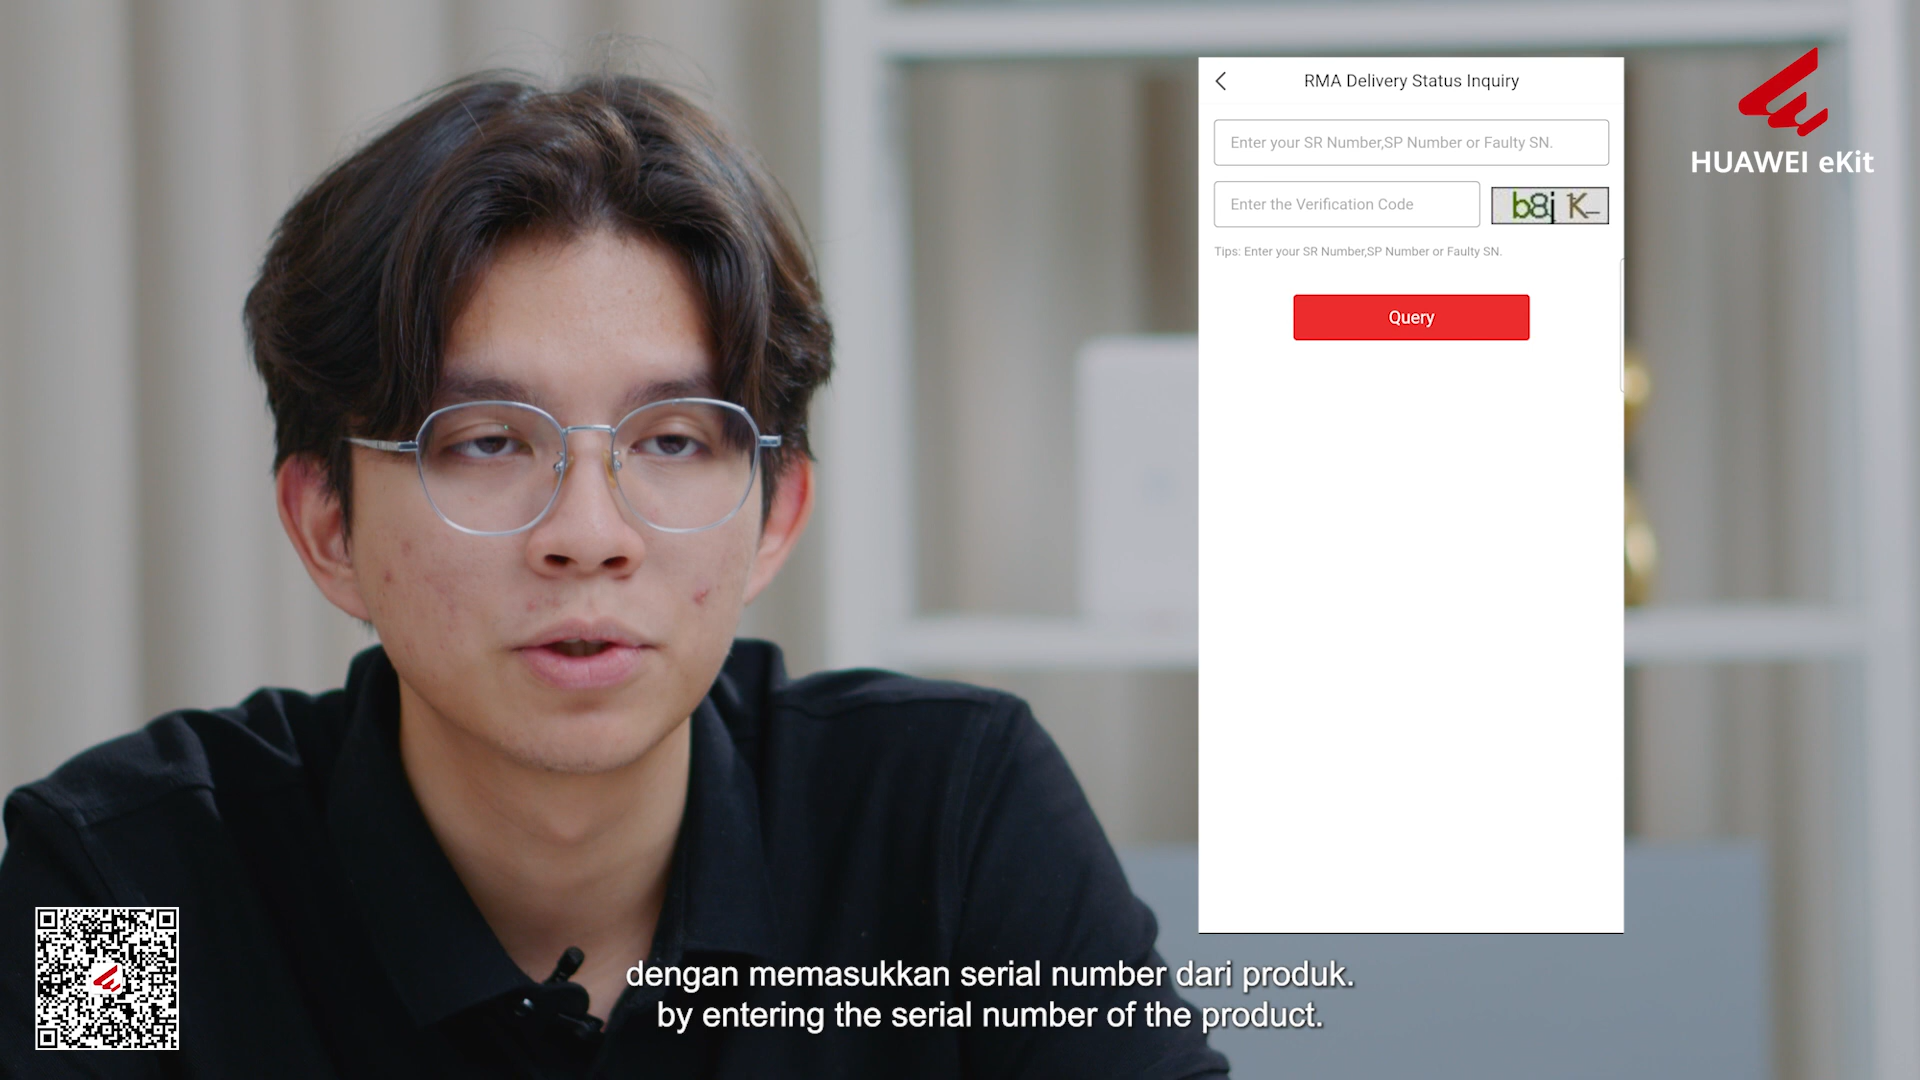 RMA Delivery Status Inquiry
Enter your SR Number,SP Number or Faulty SN.
Enter the Verification Code
b8j K
Tips: Enter your SR Number,SP Number or Faulty SN.
Query
HUAWEI eKit
dengan memasukkan serial number dari produk.
by entering the serial number of the product.